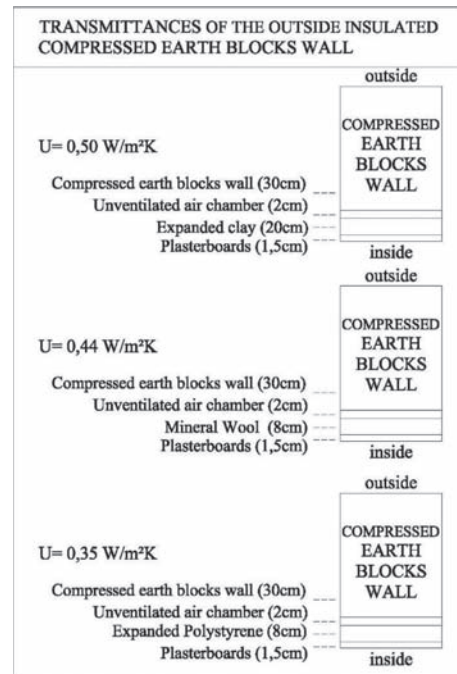 TRANSMITTANCES OF THE OUTSIDE INSULATED
COMPRESSED EARTH BLOCKS WALL
outside
COMPRESSED
EARTH
BLOCKS
WALL
U= 0,50 W/m²K
Compressed earth blocks wall (30cm)
Unventilated air chamber (2cm)
Expanded clay (20cm)
Plasterboards (1,5cm)
inside
outside
COMPRESSED
EARTH
BLOCKS
WALL
U= 0,44 W/m²K
Compressed earth blocks wall (30cm)
Unventilated air chamber (2cm)
Mineral Wool (8cm)
Plasterboards (1,5cm)
inside
outside
COMPRESSED
EARTH
BLOCKS
WALL
U= 0,35 W/m²K
Compressed earth blocks wall (30cm)
Unventilated air chamber (2cm)
Expanded Polystyrene (8cm)
Plasterboards (1,5cm)
inside